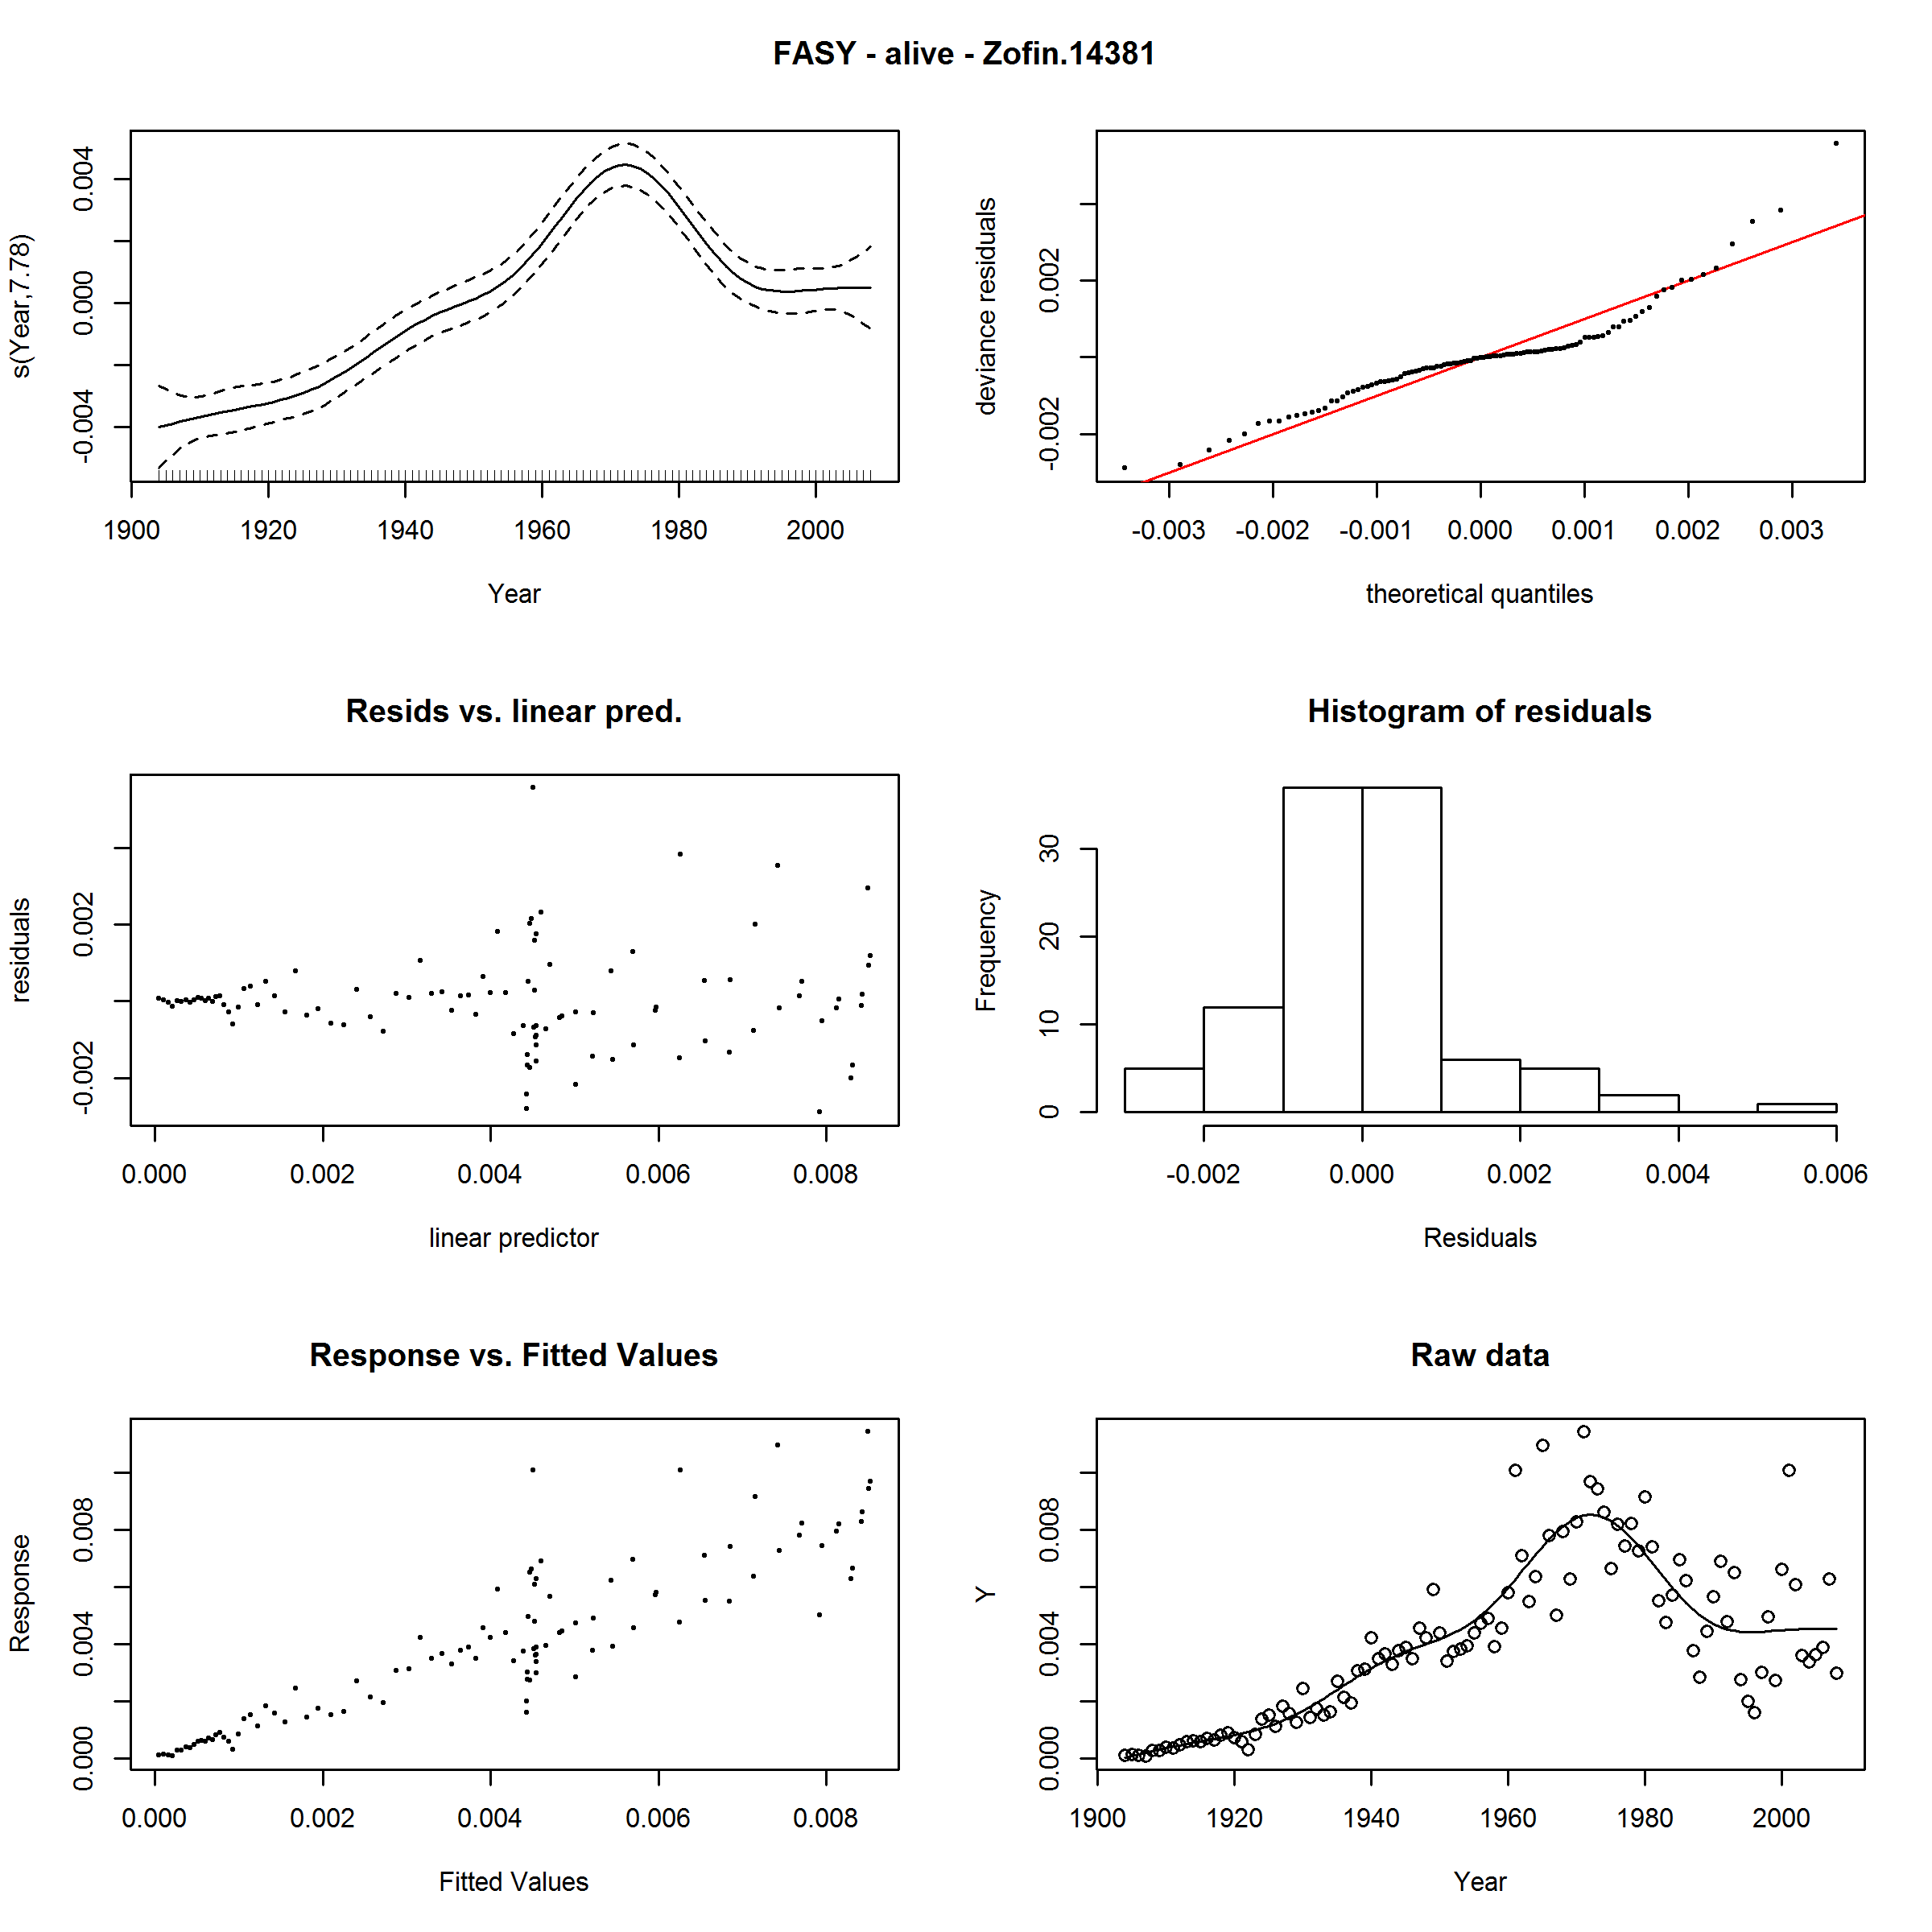 FASY - alive - Zofin.14381
s(Year,7.78)
0.004
0.000
-0.004
1900 1920 1940 1960 1980 2000
Year
deviance residuals
0.002
-0.002
-0.003 -0.002 -0.001 0.000 0.001 0.002 0.003
theoretical quantiles
Resids vs. linear pred.
residuals
0.002
-0.002
0.000 0.002 0.004 0.006 0.008
linear predictor
Histogram of residuals
Frequency
30
20
10
0
-0.002 0.000 0.002 0.004 0.006
Residuals
Response vs. Fitted Values
Response
0.008
0.004
0.000
0.000 0.002 0.004 0.006 0.008
Fitted Values
Raw data
Y
0.008
0.004
0.000
1900 1920 1940 1960 1980 2000
Year